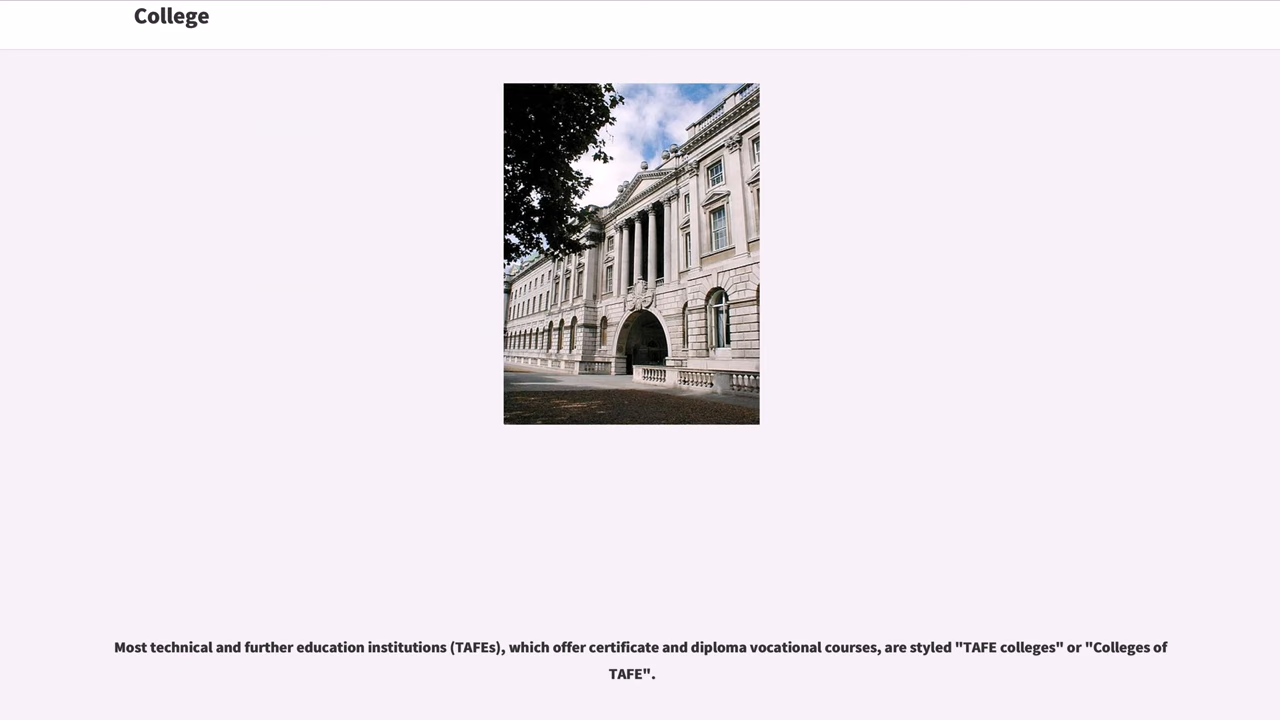 College
Most technical and further education institutions (TAFEs), which offer certificate and diploma vocational courses, are styled "TAFE colleges" or "Colleges of
TAFE".